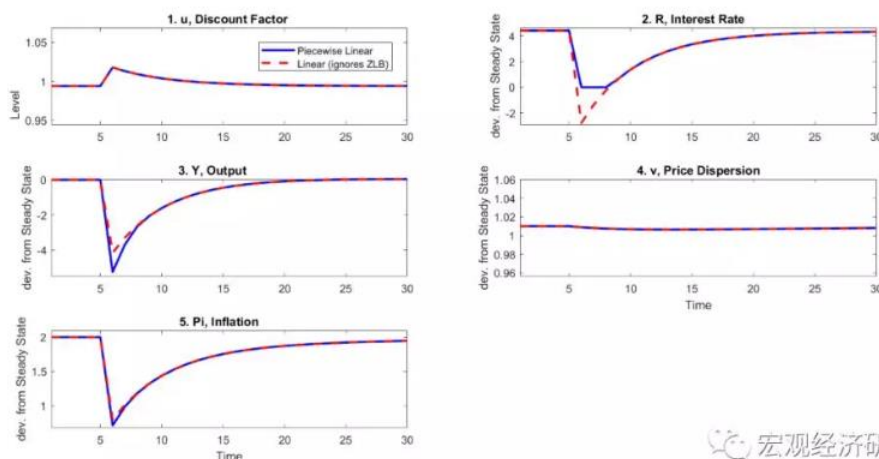 1. u, Discount Factor
1.05
1
0.95
Level
5 10 15 20 25 30
Piecewise Linear
Linear (ignores ZLB)
2. R, Interest Rate
4
2
0
-2
dev. from Steady State
5 10 15 20 25 30
3. Y, Output
0
-2
-4
dev. from Steady State
5 10 15 20 25 30
4. v, Price Dispersion
1.06
1.04
1.02
1
0.98
0.96
dev. from Steady State
5 10 15 20 25 30
Time
5. Pi, Inflation
2
1.5
1
dev. from Steady State
5 10 15 20 25 30
Time
宏观经济研